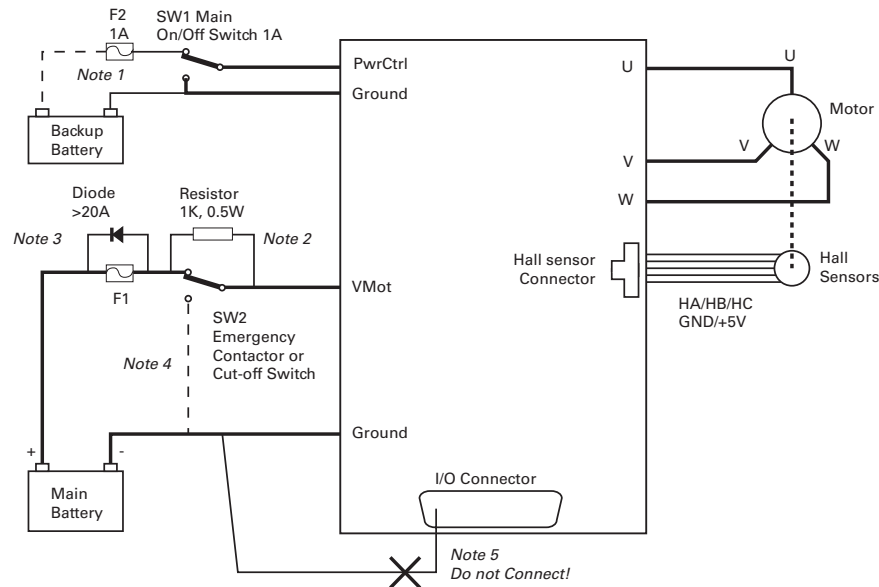 F2
1A
SW1 Main
On/Off Switch 1A
Note 1
Backup
Battery
PwrCtrl
Ground
U
U
Motor
V
W
V
W
Diode
>20A
Resistor
1K, 0.5W
Note 3
Note 2
F1
VMot
SW2
Emergency
Contactor or
Cut-off Switch
Note 4
Hall sensor
Connector
Hall
Sensors
HA/HB/HC
GND/+5V
Ground
+
-
Main
Battery
I/O Connector
Note 5
Do not Connect!